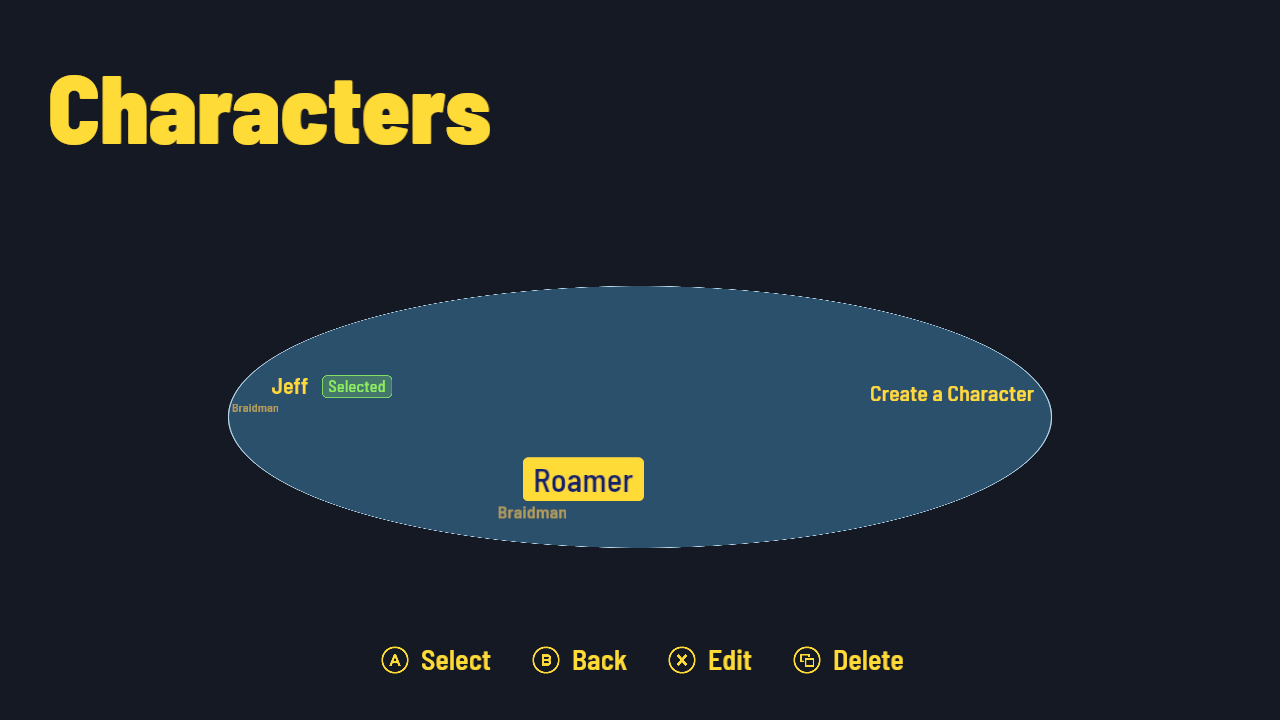 Characters
Jeff Selected
Braidman
Create a Character
Roamer
Braidman
A Select B Back X Edit Delete